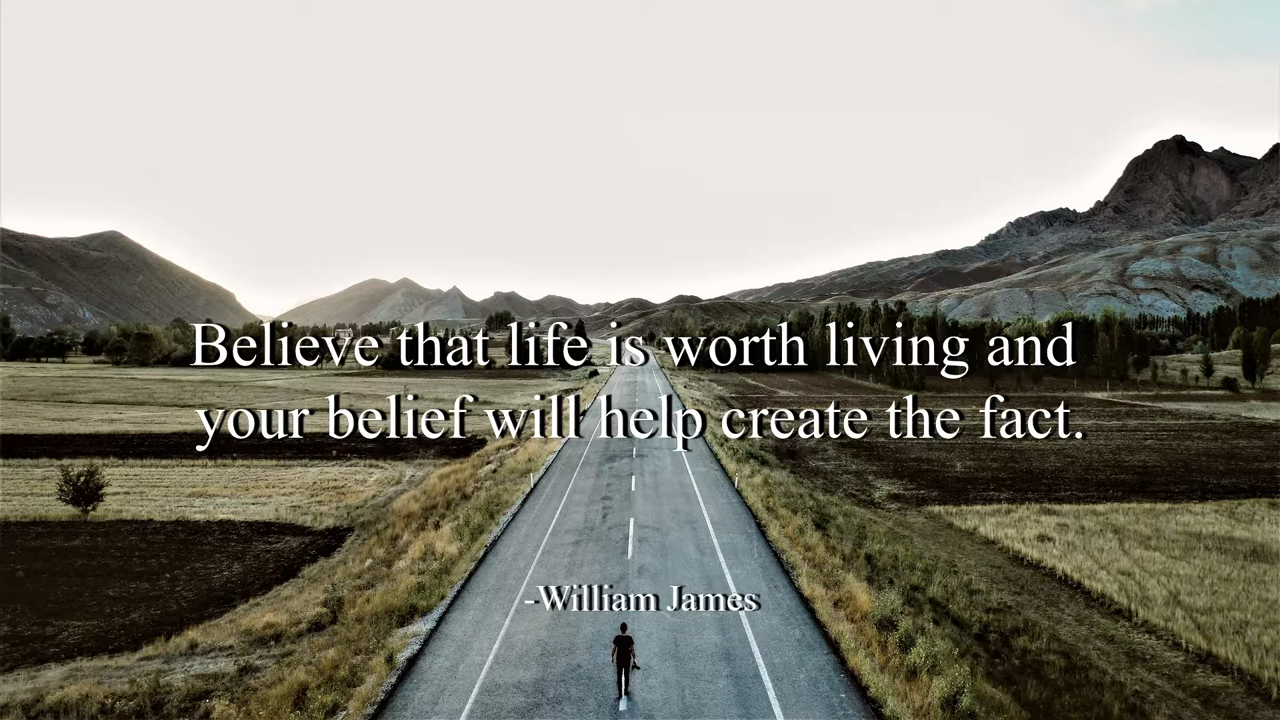 Believe that life is worth living and
your belief will help create the fact.
-William James